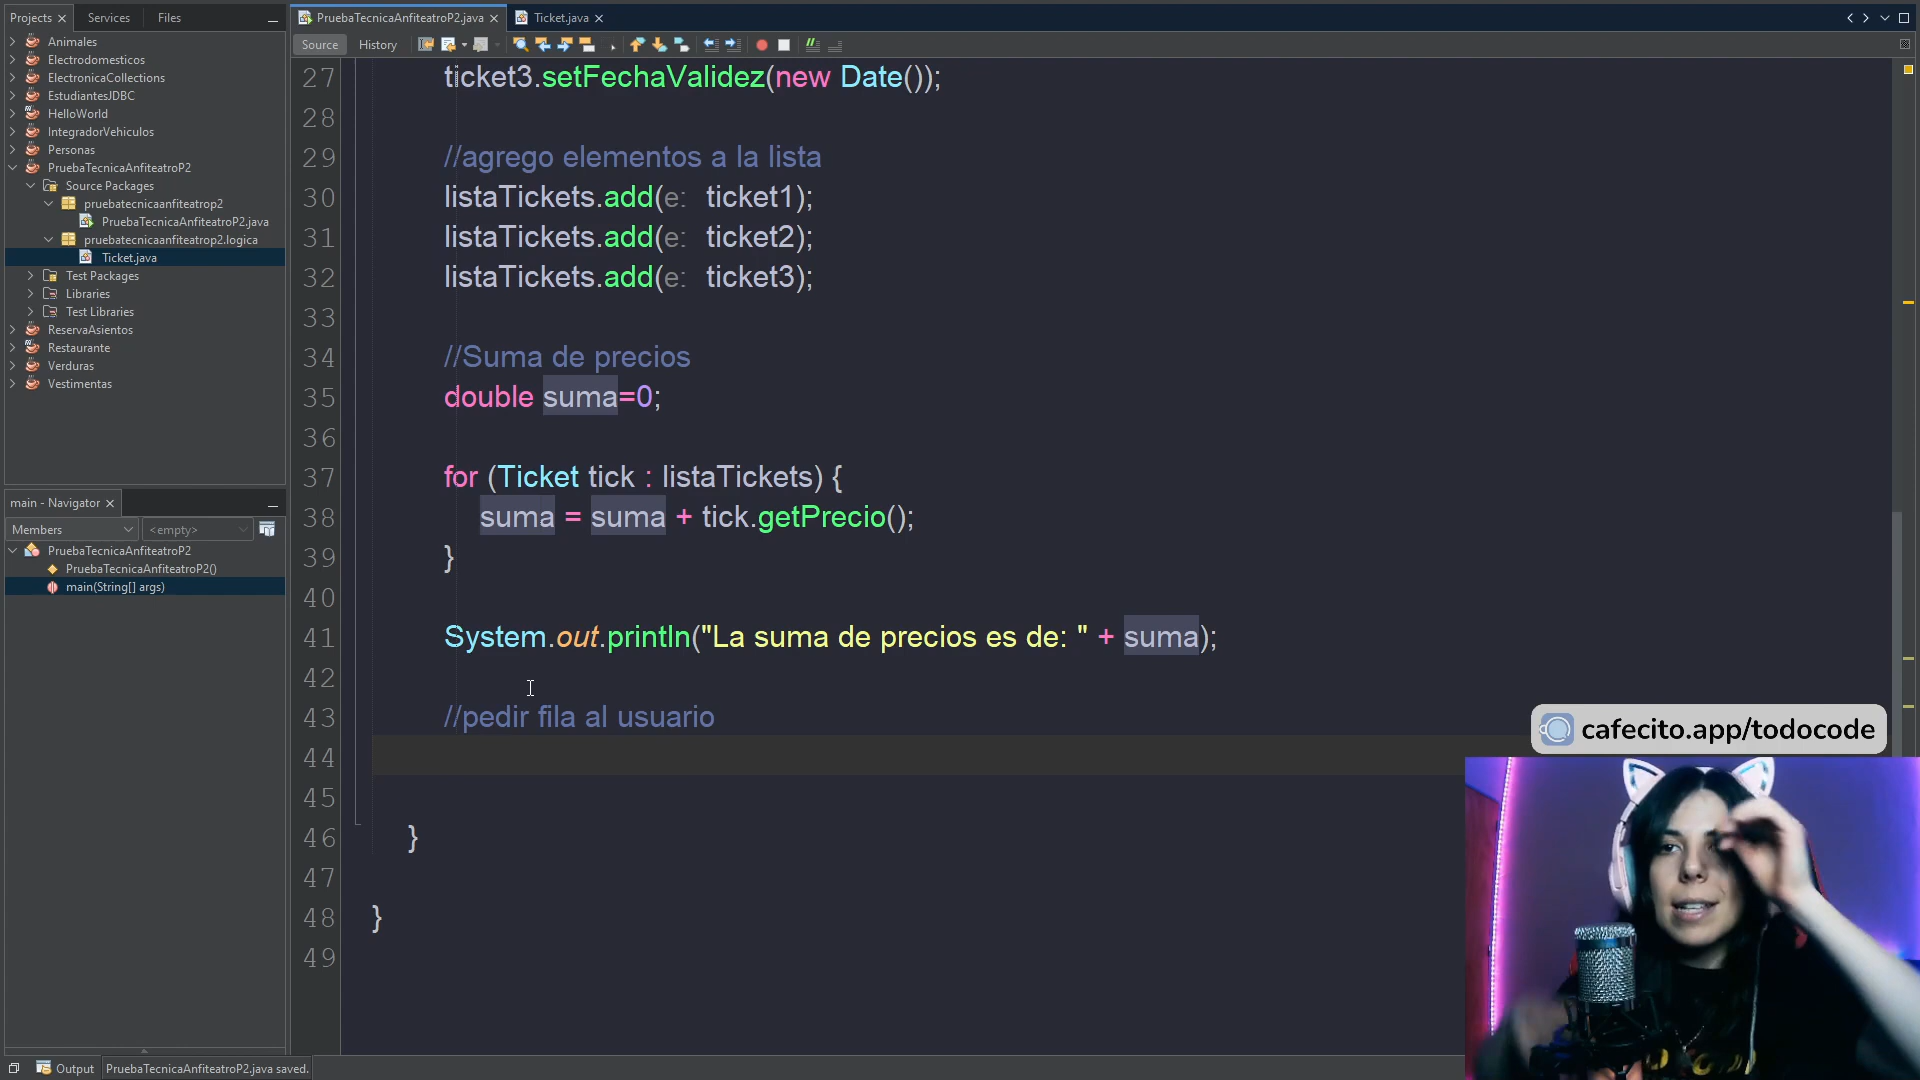 Projects
Services
Files
PruebaTecnicaAnfiteatroP2.java
Ticket.java
Animales
Electrodomesticos
ElectronicaCollections
EstudiantesJDBC
HelloWorld
IntegradorVehiculos
Personas
PruebaTecnicaAnfiteatroP2
Source Packages
pruebatecnicaanfiteatrop2
PruebaTecnicaAnfiteatroP2.java
pruebatecnicaanfiteatrop2.logica
Ticket.java
Test Packages
Libraries
Test Libraries
ReservaAsientos
Restaurante
Verduras
Vestimentas
main - Navigator
Members
<empty>
PruebaTecnicaAnfiteatroP2
PruebaTecnicaAnfiteatroP2()
main(String[] args)
Source
History
27 ticket3.setFechaValidez(new Date());
28
29 //agrego elementos a la lista
30 listaTickets.add(e: ticket1);
31 listaTickets.add(e: ticket2);
32 listaTickets.add(e: ticket3);
33
34 //Suma de precios
35 double suma=0;
36
37 for (Ticket tick : listaTickets) {
38 suma = suma + tick.getPrecio();
39 }
40
41 System.out.println("La suma de precios es de: " + suma);
42
43 //pedir fila al usuario
44
45
46 }
47
48 }
49
cafecito.app/todocode
Output
PruebaTecnicaAnfiteatroP2.java saved.